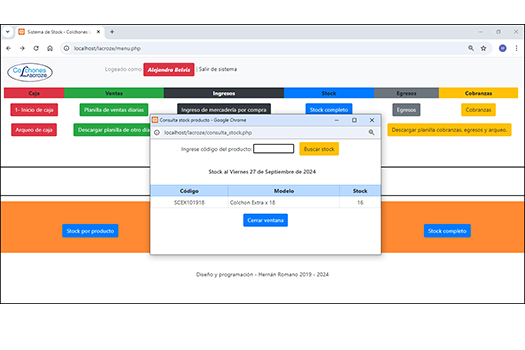 Sistema de Stock - Colchones
localhost/lacroze/menu.php
Colchones Lacroze
Logueado como: Alejandra Belvis | Salir de sistema
Caja Ventas Ingresos Stock Egresos Cobranzas
1- Inicio de caja Planilla de ventas diarias Ingreso de mercadería por compra Stock completo Egresos Cobranzas
Arqueo de caja Descargar planilla de otro día Descargar planilla cobranzas, egresos y arqueo.
Consulta stock producto - Google Chrome
localhost/lacroze/consulta_stock.php
Ingrese código del producto: Buscar stock
Stock al Viernes 27 de Septiembre de 2024
Código Modelo Stock
SCEX101918 Colchon Extra x 18 16
Cerrar ventana
Stock por producto Stock completo
Diseño y programación - Hernán Romano 2019 - 2024